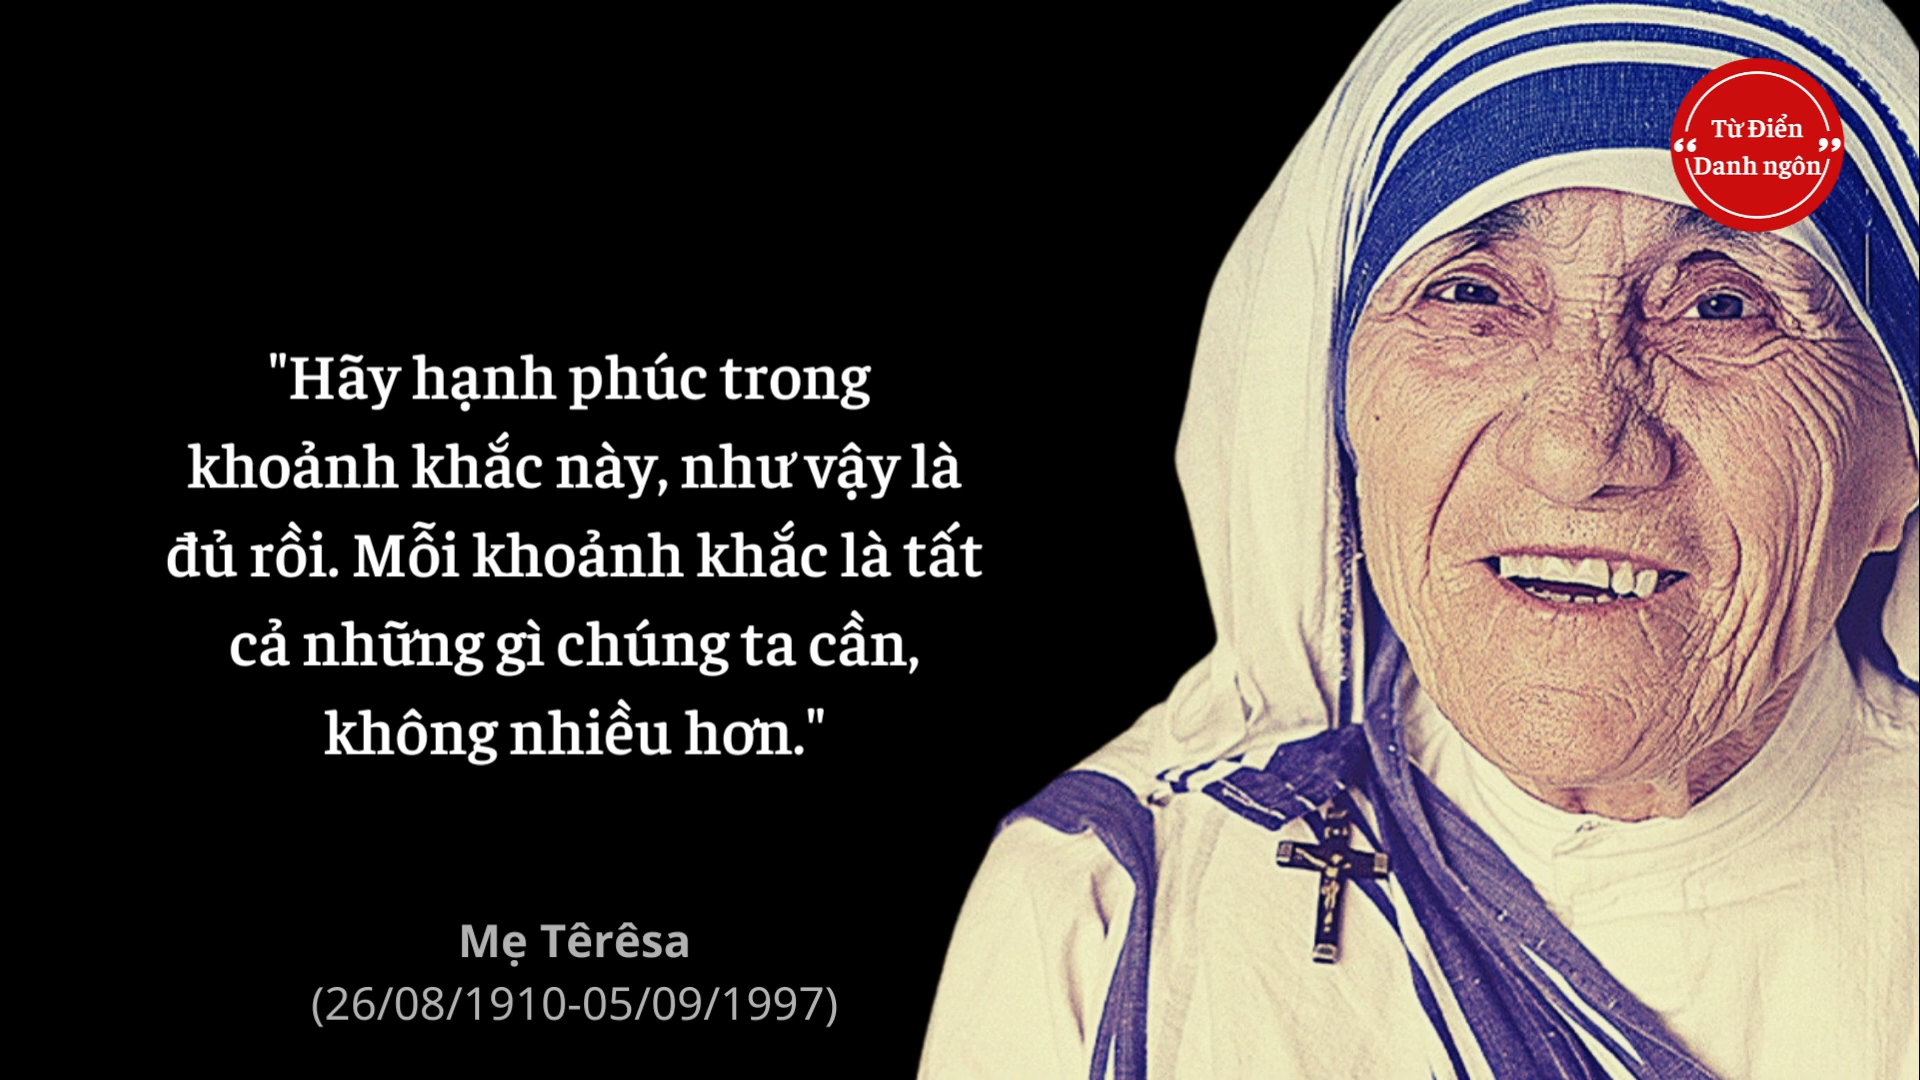 Từ Điển
“Danh ngôn”
"Hãy hạnh phúc trong
khoảnh khắc này, như vậy là
đủ rồi. Mỗi khoảnh khắc là tất
cả những gì chúng ta cần,
không nhiều hơn."
Mẹ Têrêsa
(26/08/1910-05/09/1997)